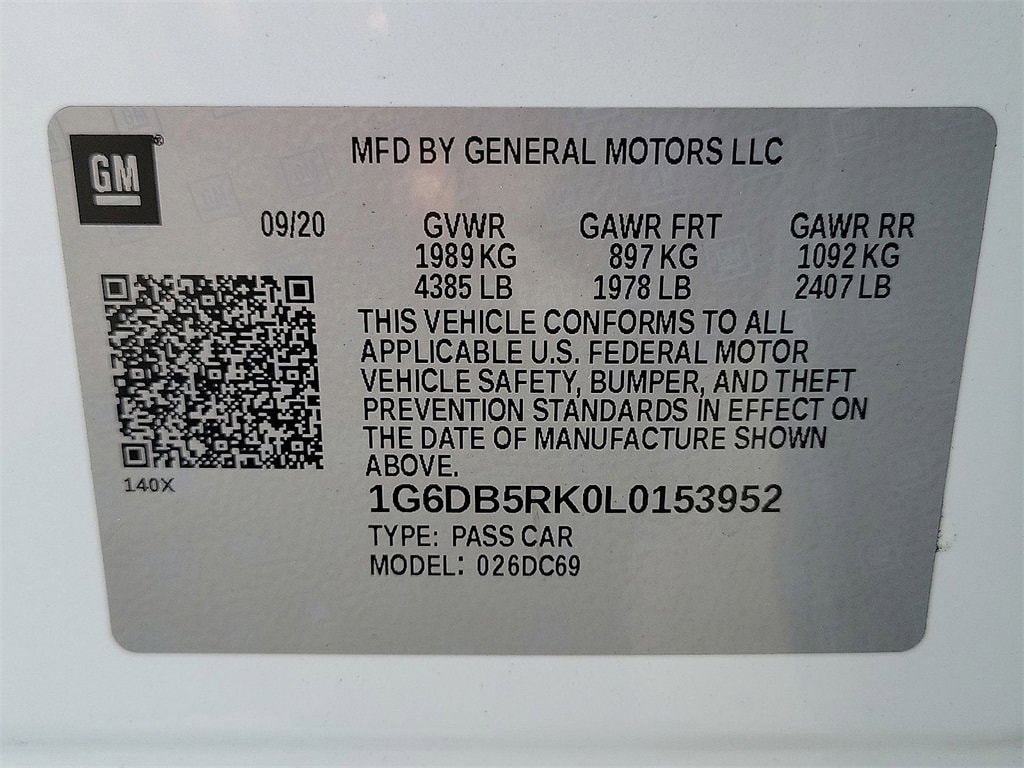 GM®
MFD BY GENERAL MOTORS LLC
09/20
GVWR GAWR FRT GAWR RR
1989 KG 897 KG 1092 KG
4385 LB 1978 LB 2407 LB
THIS VEHICLE CONFORMS TO ALL
APPLICABLE U.S. FEDERAL MOTOR
VEHICLE SAFETY, BUMPER, AND THEFT
PREVENTION STANDARDS IN EFFECT ON
THE DATE OF MANUFACTURE SHOWN
ABOVE.
140X
1G6DB5RK0L0153952
TYPE: PASS CAR
MODEL: 026DC69